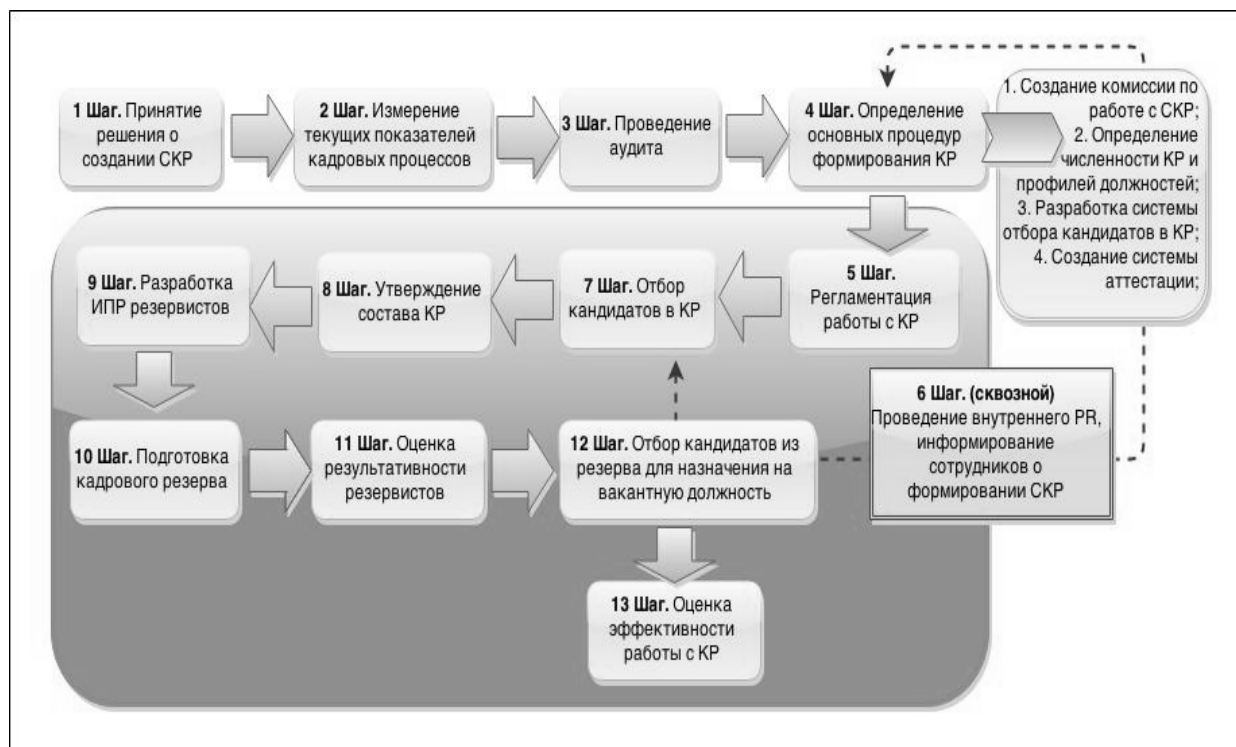 1 Шаг. Принятие
решения о
создании СКР
2 Шаг. Измерение
текущих показателей
кадровых процессов
3 Шаг. Проведение
аудита
4 Шаг. Определение
основных процедур
формирования КР
1. Создание комиссии по
работе с СКР;
2. Определение
численности КР и
профилей должностей;
3. Разработка системы
отбора кандидатов в КР;
4. Создание системы
аттестации;
5 Шаг.
Регламентация
работы с КР
6 Шаг. (сквозной)
Проведение внутреннего PR,
информирование
сотрудников о
формировании СКР
7 Шаг. Отбор
кандидатов в КР
8 Шаг. Утверждение
состава КР
9 Шаг. Разработка
ИПР резервистов
10 Шаг. Подготовка
кадрового резерва
11 Шаг. Оценка
результативности
резервистов
12 Шаг. Отбор кандидатов из
резерва для назначения на
вакантную должность
13 Шаг. Оценка
эффективности
работы с КР